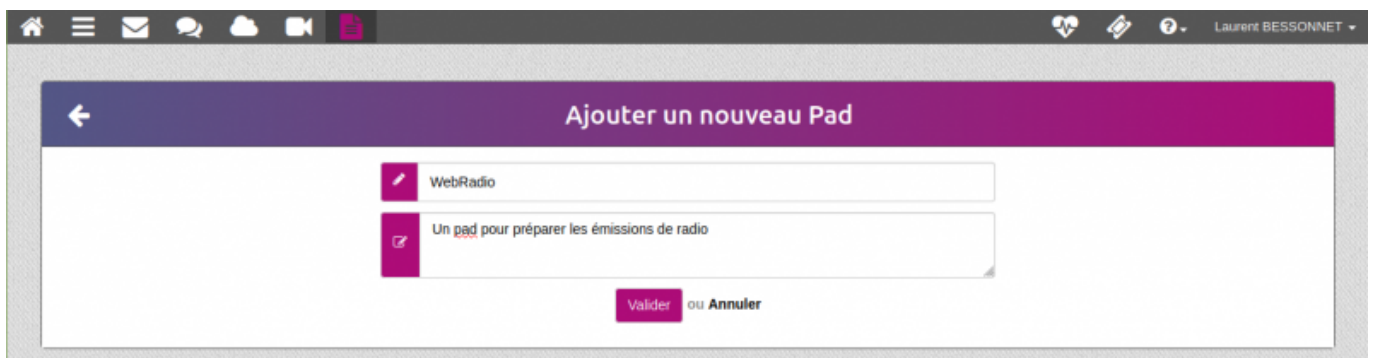 Laurent BESSONNET
Ajouter un nouveau Pad
WebRadio
Un pad pour préparer les émissions de radio
Valider ou Annuler